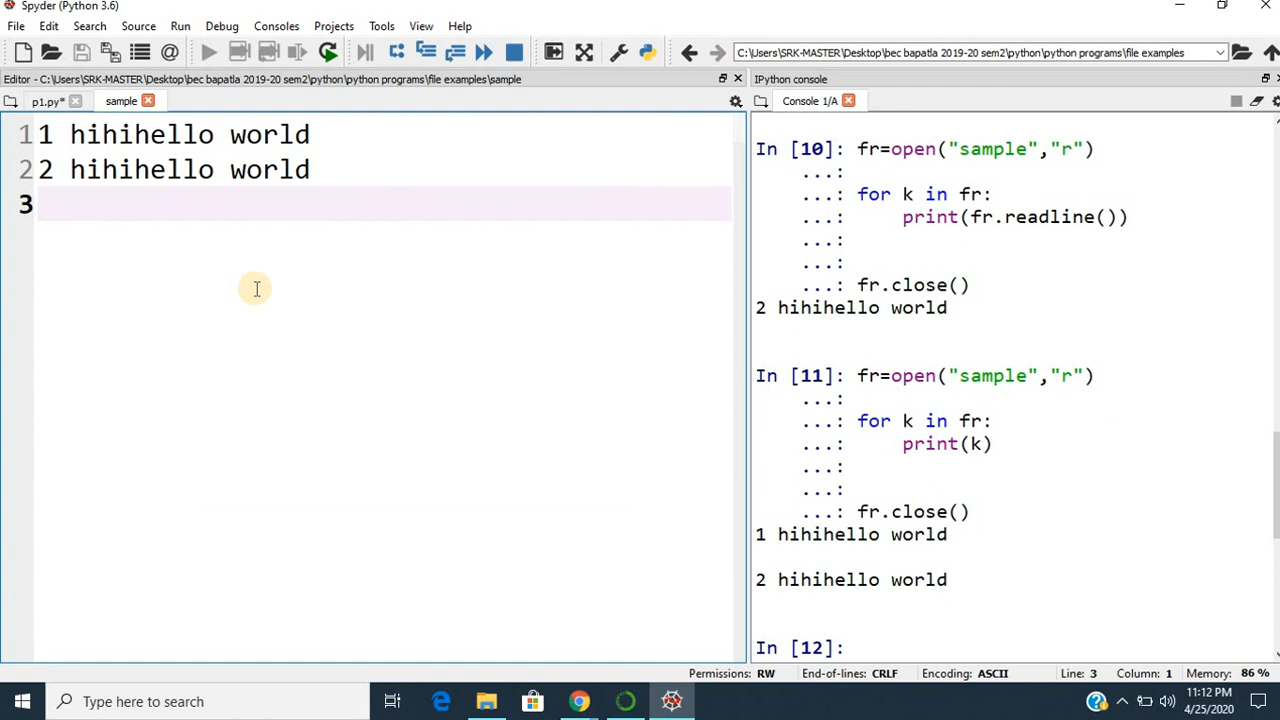 Spyder (Python 3.6)
File Edit Search Source Run Debug Consoles Projects Tools View Help
C:\Users\SRK-MASTER\Desktop\bec bapatla 2019-20 sem2\python\python programs\file examples
Editor - C:\Users\SRK-MASTER\Desktop\bec bapatla 2019-20 sem2\python\python programs\file examples\sample
p1.py*
sample
1 1 hihihello world
2 2 hihihello world
3
IPython console
Console 1/A
In [10]: fr=open("sample","r")
...:
...: for k in fr:
...: print(fr.readline())
...:
...:
...: fr.close()
2 hihihello world
In [11]: fr=open("sample","r")
...:
...: for k in fr:
...: print(k)
...:
...:
...: fr.close()
1 hihihello world
2 hihihello world
In [12]:
Permissions: RW End-of-lines: CRLF Encoding: ASCII Line: 3 Column: 1 Memory: 86 %
Type here to search
11:12 PM
4/25/2020